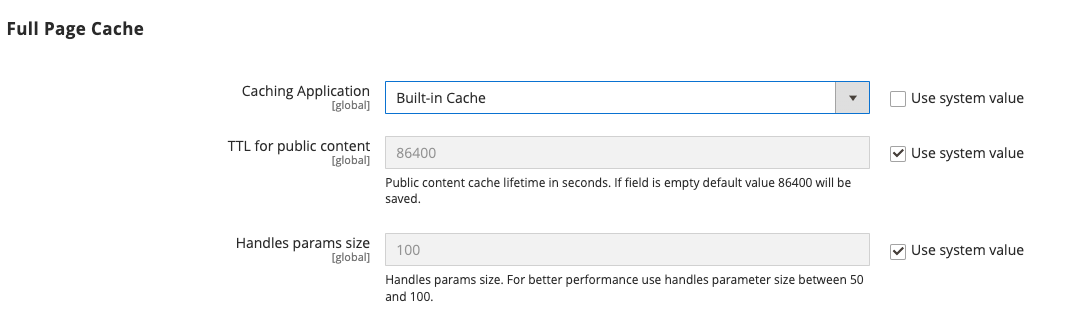 Full Page Cache
Caching Application
[global]
Built-in Cache
Use system value
TTL for public content
[global]
86400
Use system value
Public content cache lifetime in seconds. If field is empty default value 86400 will be
saved.
Handles params size
[global]
100
Use system value
Handles params size. For better performance use handles parameter size between 50
and 100.